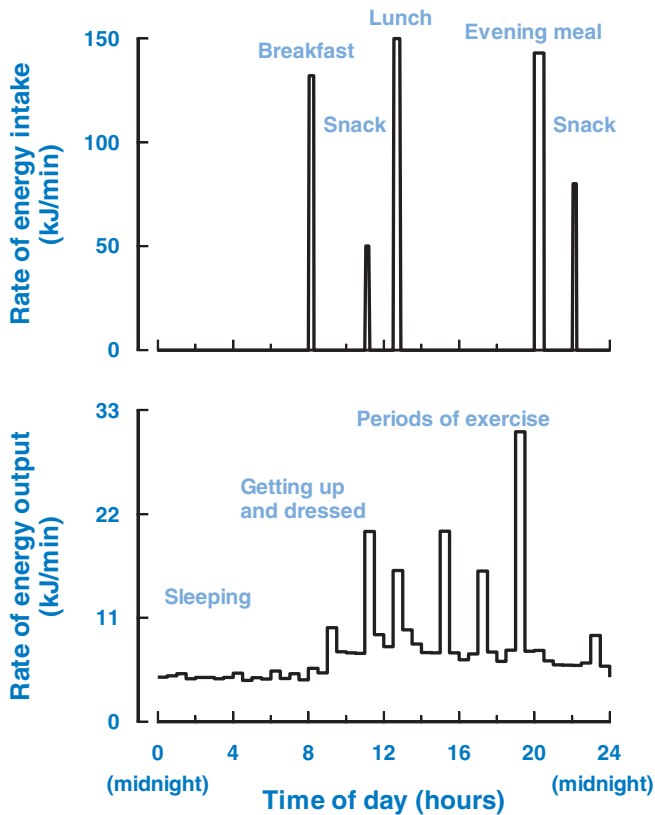 Rate of energy intake
(kJ/min)
150
100
50
0
Breakfast
Snack
Lunch
Evening meal
Snack
Rate of energy output
(kJ/min)
33
22
11
0
Sleeping
Getting up
and dressed
Periods of exercise
0
4
8
12
16
20
24
(midnight)
(midnight)
Time of day (hours)